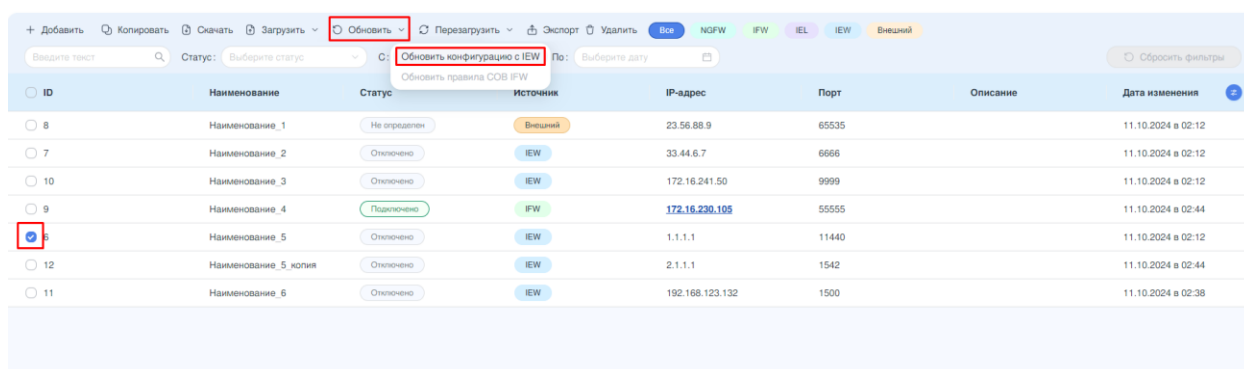 + Добавить Копировать Скачать Загрузить Обновить Перезагрузить Экспорт Удалить Все NGFW IFW IEL IEW Внешний
Введите текст Статус: Выберите статус С: Обновить конфигурацию с IEW По: Выберите дату Сбросить фильтры
Обновить правила СОВ IFW
ID Наименование Статус Источник IP-адрес Порт Описание Дата изменения
8 Наименование_1 Не определен Внешний 23.56.88.9 65535 11.10.2024 в 02:12
7 Наименование_2 Отключено IEW 33.44.6.7 6666 11.10.2024 в 02:12
10 Наименование_3 Отключено IEW 172.16.241.50 9999 11.10.2024 в 02:12
9 Наименование_4 Подключено IFW 172.16.230.105 55555 11.10.2024 в 02:44
6 Наименование_5 Отключено IEW 1.1.1.1 11440 11.10.2024 в 02:12
12 Наименование_5_копия Отключено IEW 2.1.1.1 1542 11.10.2024 в 02:44
11 Наименование_6 Отключено IEW 192.168.123.132 1500 11.10.2024 в 02:38